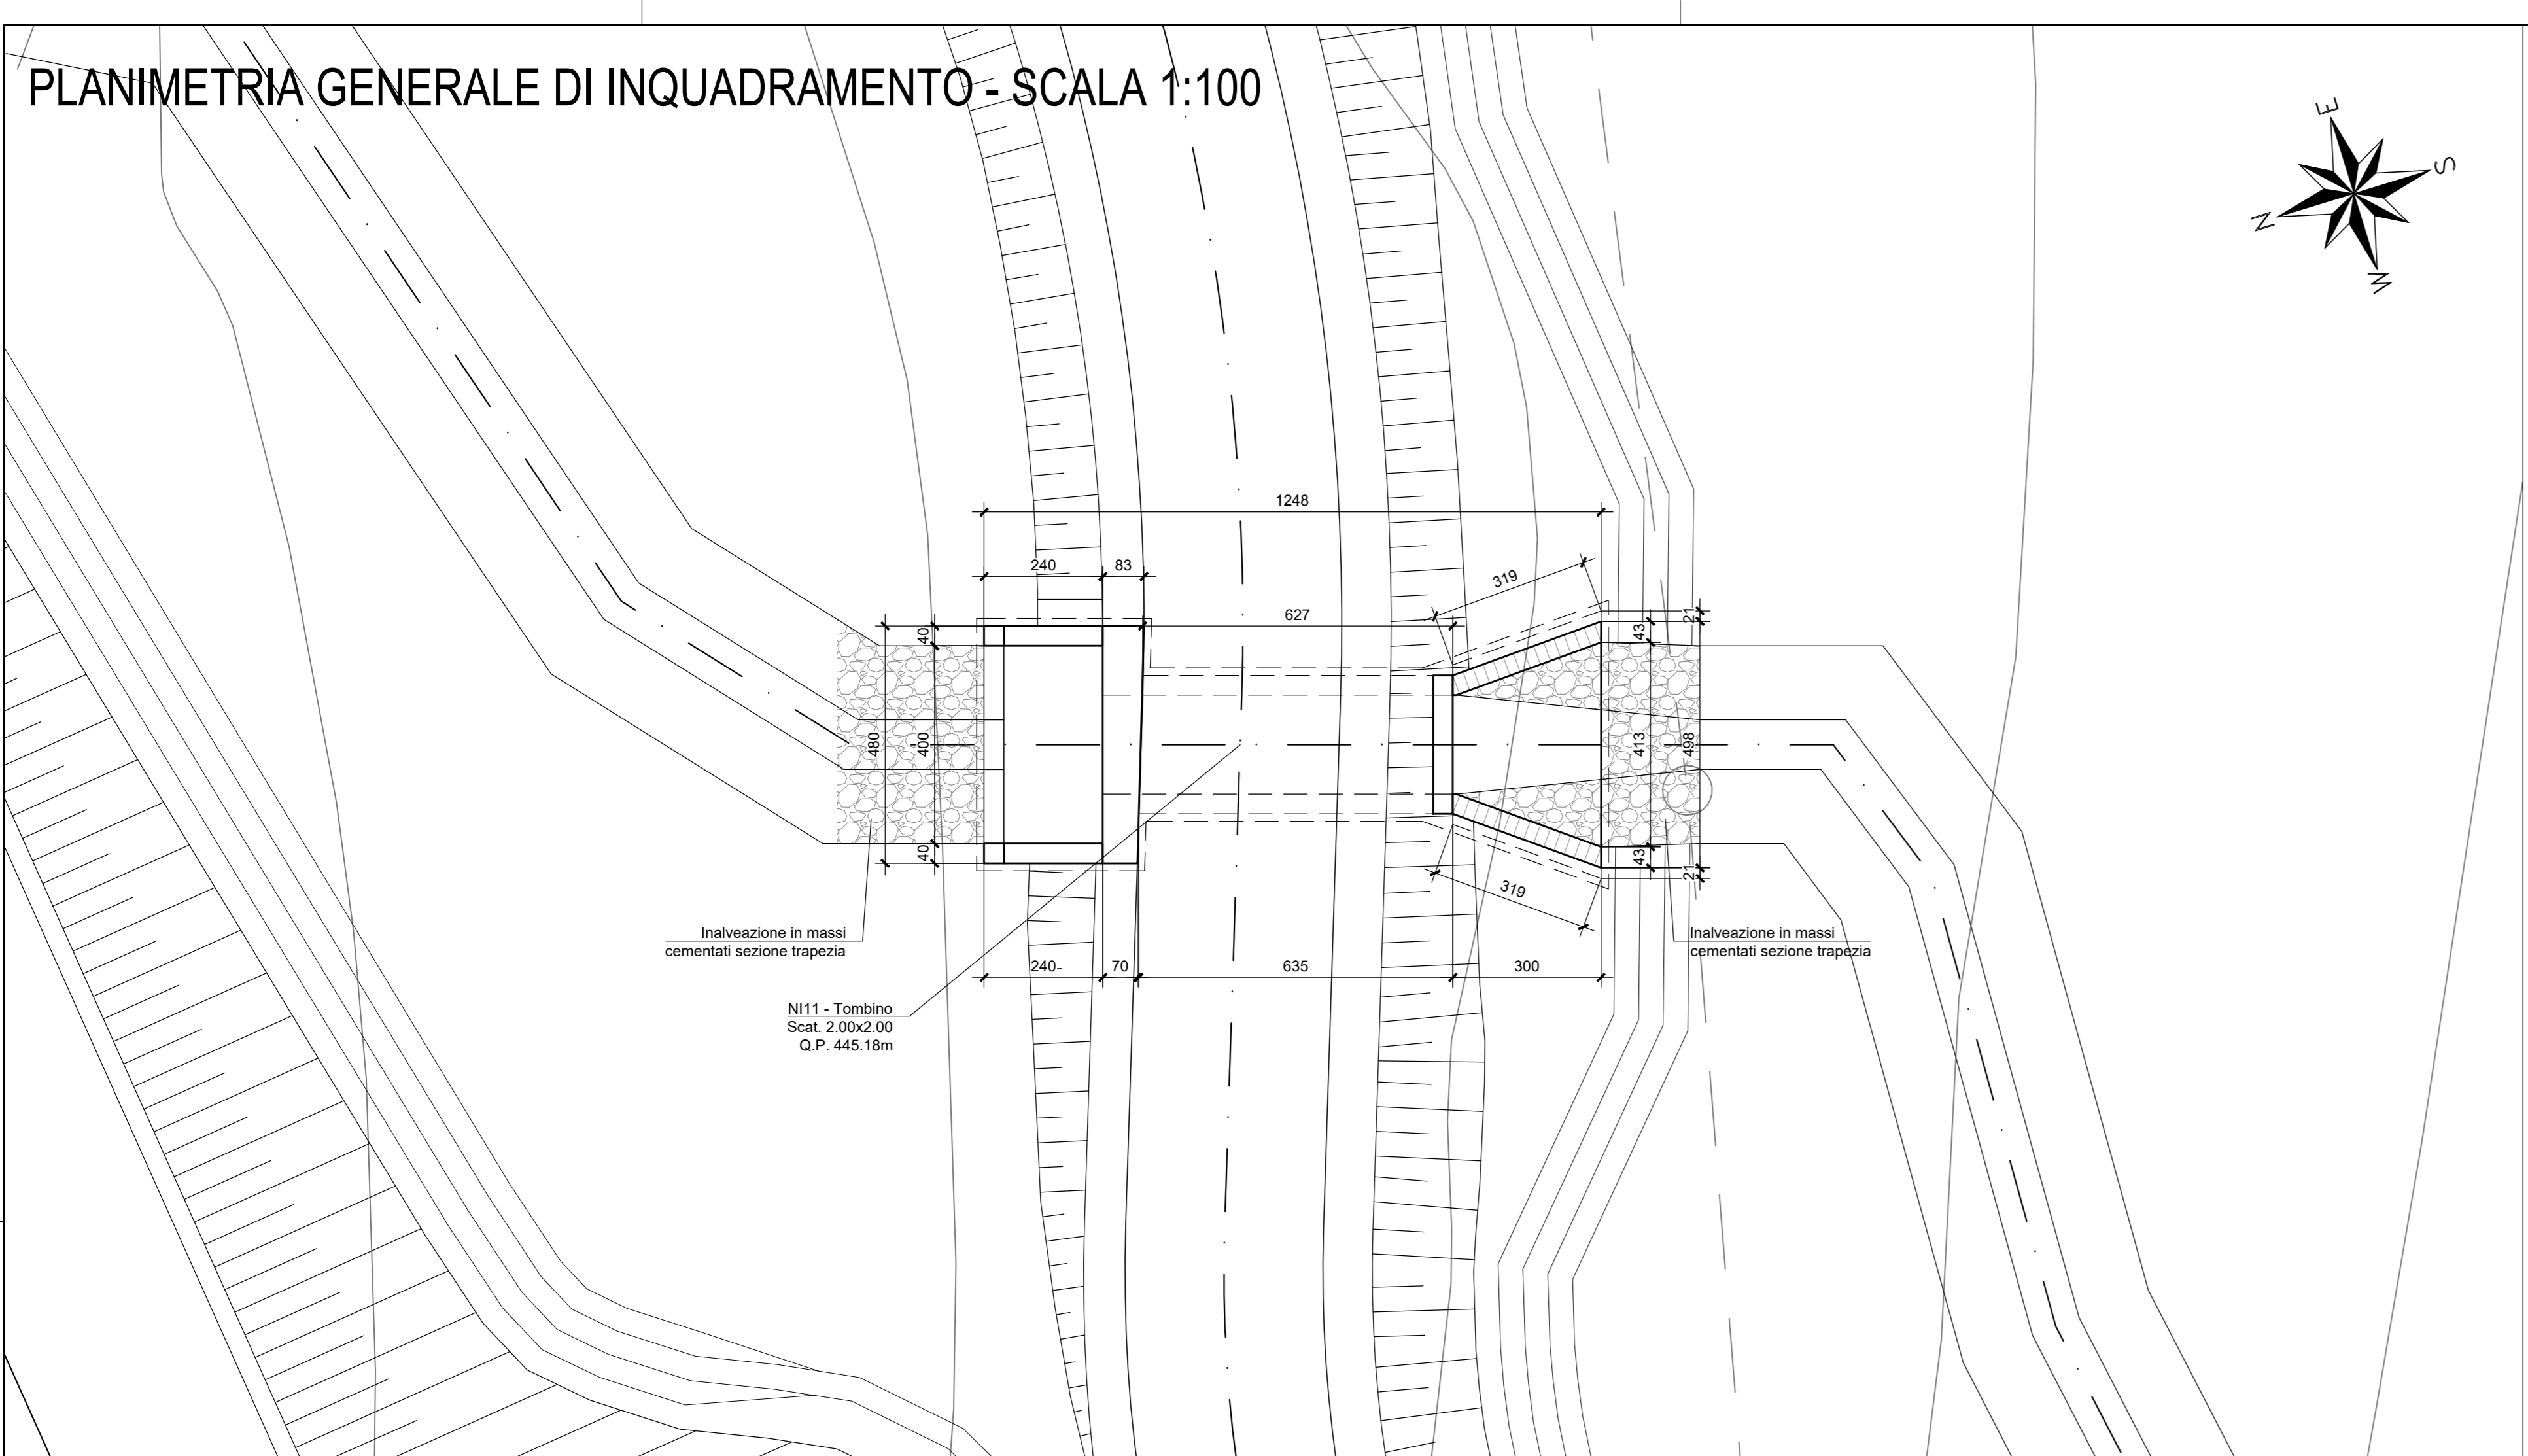 PLANIMETRIA GENERALE DI INQUADRAMENTO - SCALA 1:100
E
S
N
W
1248
240
83
319
627
40
43
21
480
400
413
498
40
43
21
319
Inalveazione in massi
cementati sezione trapezia
Inalveazione in massi
cementati sezione trapezia
240
70
635
300
NI11 - Tombino
Scat. 2.00x2.00
Q.P. 445.18m